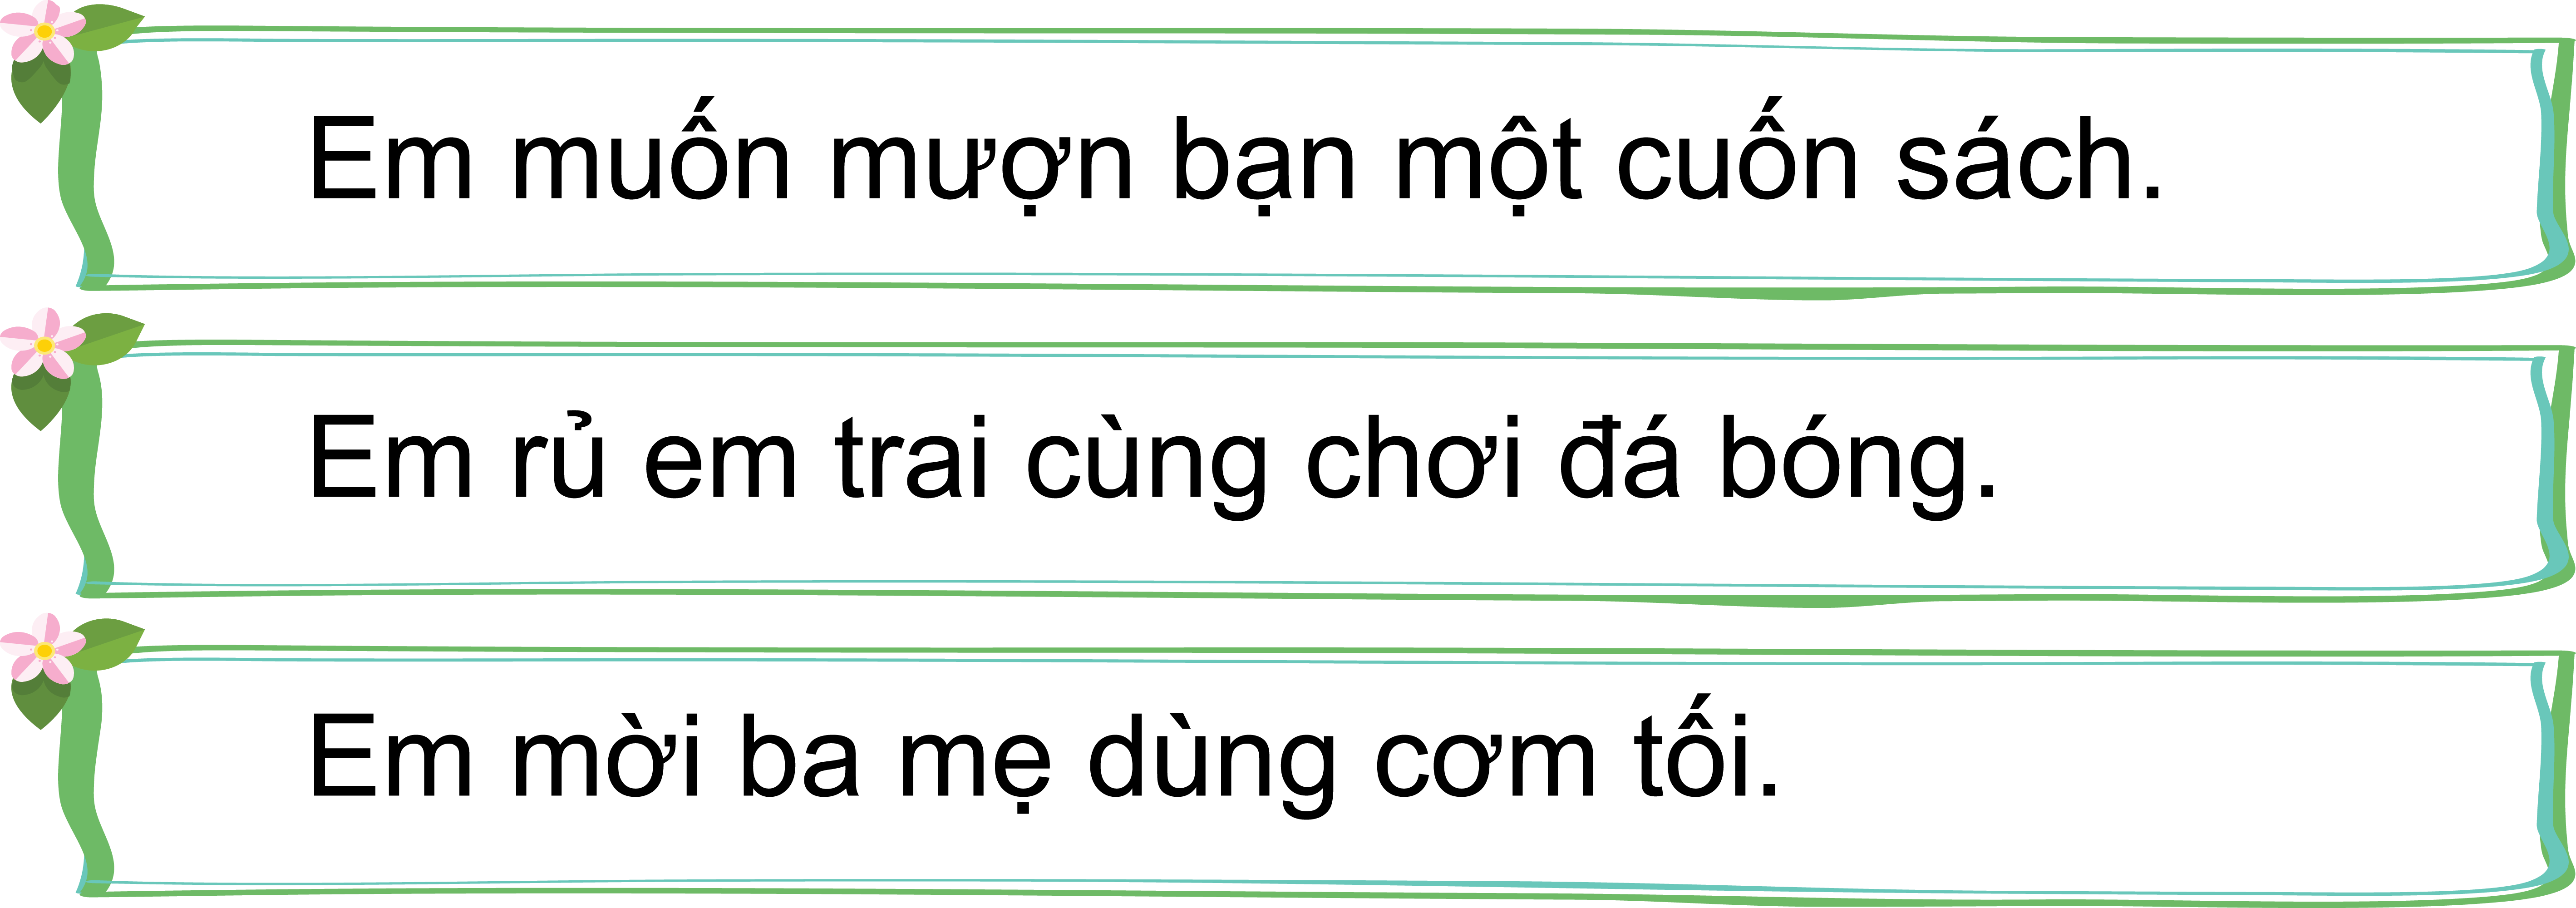 Em muốn mượn bạn một cuốn sách.
Em rủ em trai cùng chơi đá bóng.
Em mời ba mẹ dùng cơm tối.